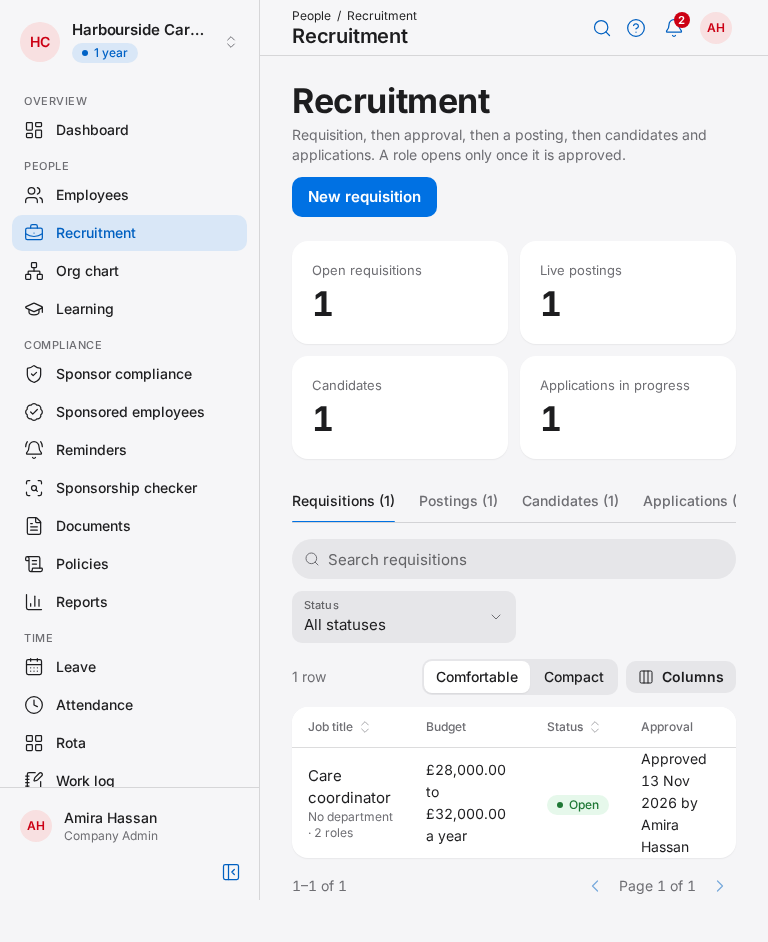 HC
Harbourside Car...
1 year
OVERVIEW
Dashboard
PEOPLE
Employees
Recruitment
Org chart
Learning
COMPLIANCE
Sponsor compliance
Sponsored employees
Reminders
Sponsorship checker
Documents
Policies
Reports
TIME
Leave
Attendance
Rota
Work log
AH
Amira Hassan
Company Admin
People / Recruitment
Recruitment
2
AH
Recruitment
Requisition, then approval, then a posting, then candidates and
applications. A role opens only once it is approved.
New requisition
Open requisitions
1
Live postings
1
Candidates
1
Applications in progress
1
Requisitions (1) Postings (1) Candidates (1) Applications (
Search requisitions
Status
All statuses
1 row
Comfortable Compact Columns
Job title Budget Status Approval
Care
coordinator
No department
· 2 roles
£28,000.00
to
£32,000.00
a year
Open
Approved
13 Nov
2026 by
Amira
Hassan
1–1 of 1
Page 1 of 1